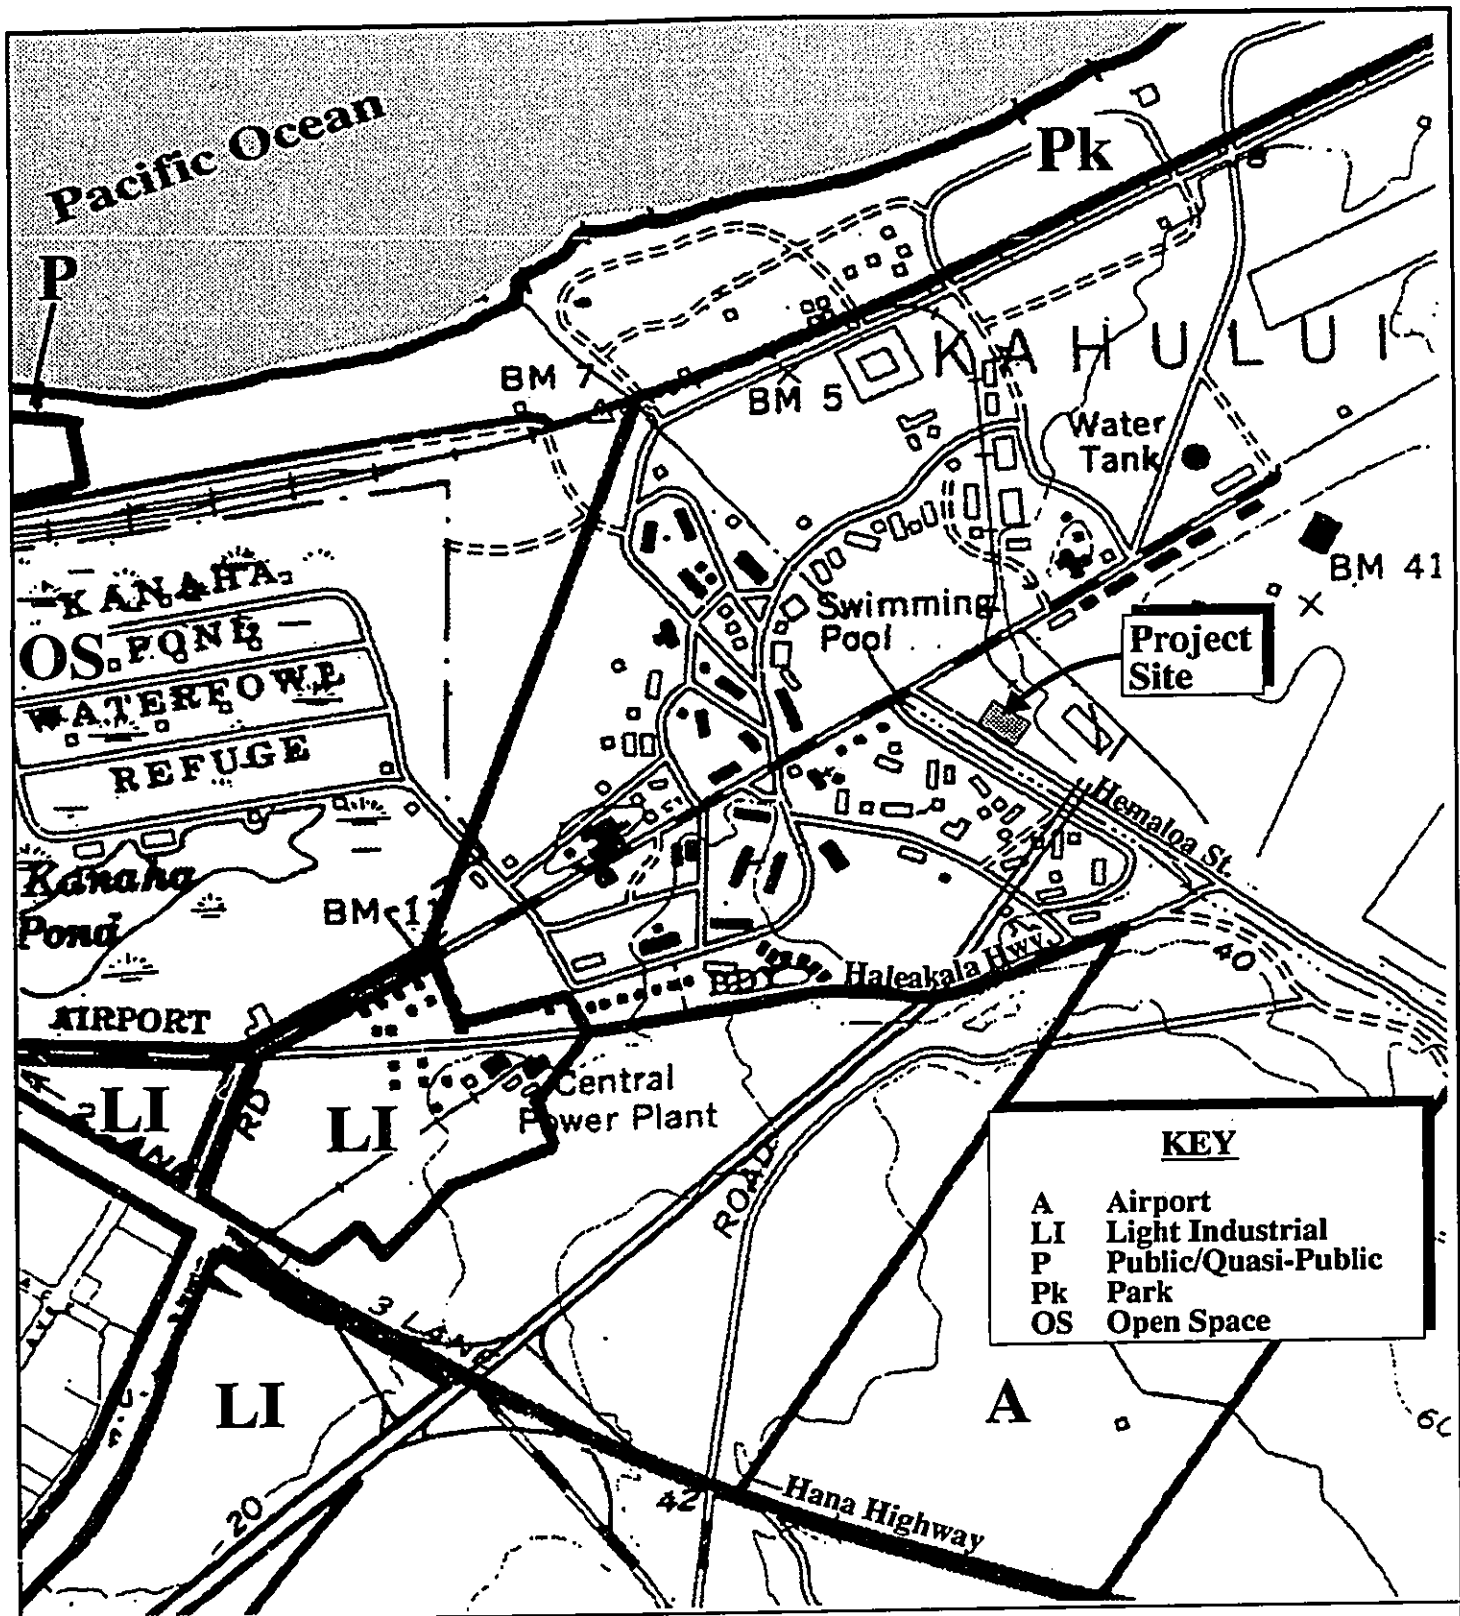 Pacific Ocean
Pk
P
KAHULUI
BM 7
BM 5
Water
Tank
BM 41
KANAHA
OS
POND
WATERFOWL
REFUGE
Swimming
Pool
Project
Site
Hemaloa St.
Kanaha
Pond
BM 11
BDY
Haleakala Hwy.
40
AIRPORT
RD
LI
LI
Central
Power Plant
ROAD
KEY
A Airport
LI Light Industrial
P Public/Quasi-Public
Pk Park
OS Open Space
3 LANE
LI
A
60
20
42
Hana Highway